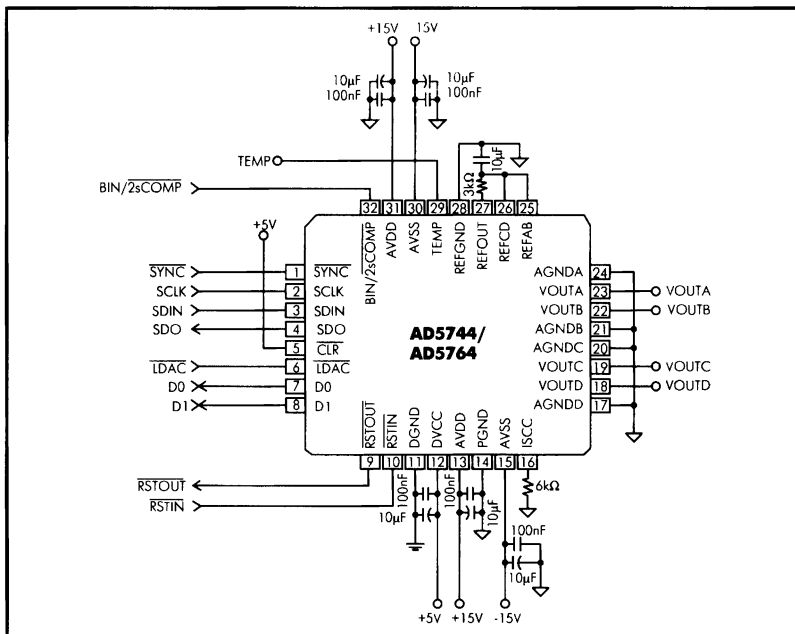 +15V 15V
10µF 10µF
100nF 100nF
TEMP
10µF
3kΩ
BIN/2sCOMP
+5V
32 31 30 29 28 27 26 25
BIN/2sCOMP
AVDD
AVSS
TEMP
REFGND
REFOUT
REFCD
REFAB
SYNC 1 SYNC
SCLK 2 SCLK
SDIN 3 SDIN
SDO 4 SDO
5 CLR
LDAC 6 LDAC
D0 7 D0
D1 8 D1
AD5744/
AD5764
AGNDA 24
VOUTA 23 VOUTA
VOUTB 22 VOUTB
AGNDB 21
AGNDC 20
VOUTC 19 VOUTC
VOUTD 18 VOUTD
AGNDD 17
RSTOUT
RSTIN
DGND
DVCC
AVDD
PGND
AVSS
ISCC
9 10 11 12 13 14 15 16
RSTOUT
RSTIN
100nF
10µF
100nF
10µF
6kΩ
100nF
10µF
+5V +15V -15V